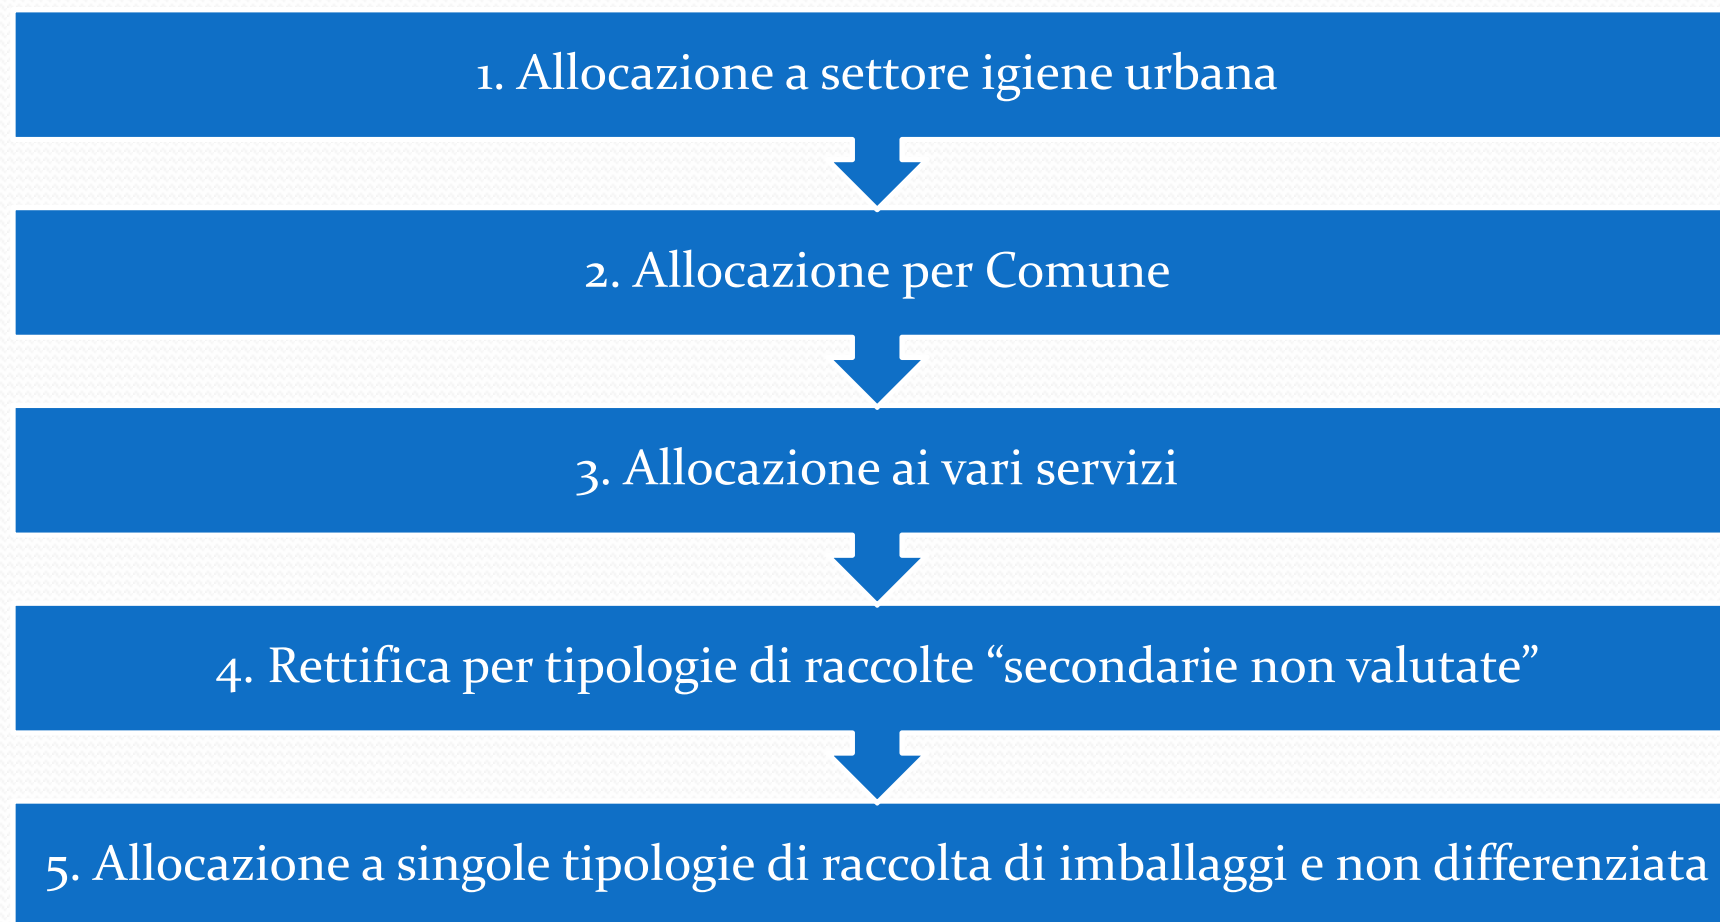 1. Allocazione a settore igiene urbana
2. Allocazione per Comune
3. Allocazione ai vari servizi
4. Rettifica per tipologie di raccolte “secondarie non valutate”
5. Allocazione a singole tipologie di raccolta di imballaggi e non differenziata